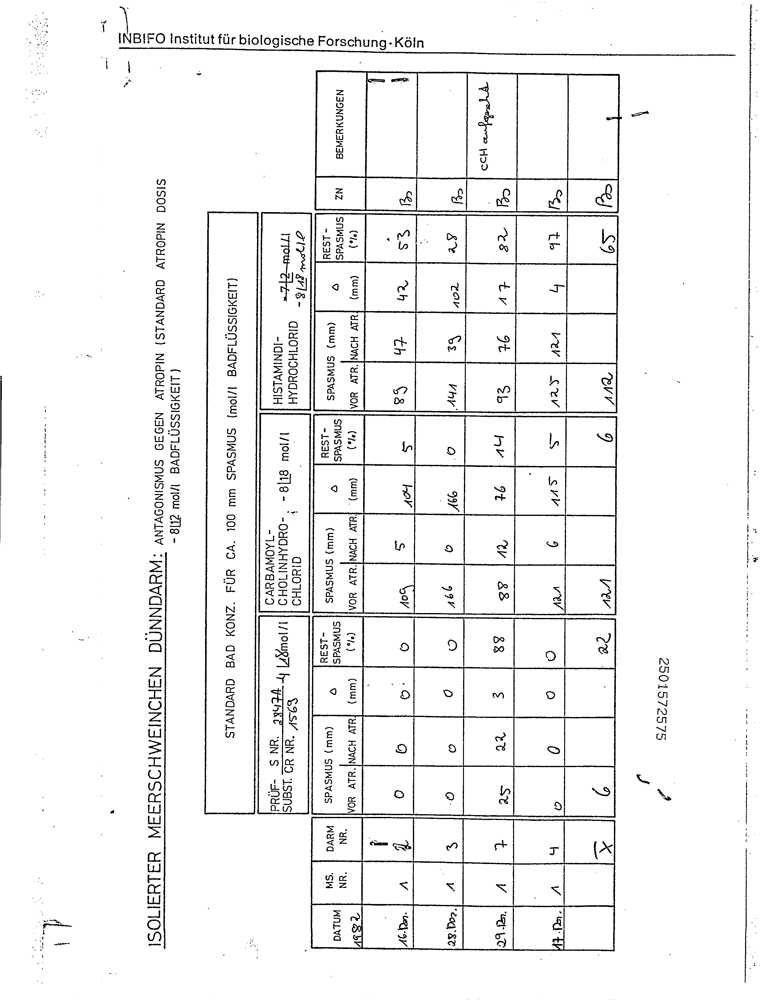 INBIFO Institut für biologische Forschung · Köln
ISOLIERTER MEERSCHWEINCHEN DÜNNDARM: ANTAGONISMUS GEGEN ATROPIN (STANDARD ATROPIN DOSIS
- 8|12 mol/l BADFLÜSSIGKEIT)
STANDARD BAD KONZ. FÜR CA. 100 mm SPASMUS (mol/l BADFLÜSSIGKEIT)
PRÜF- S NR. 2847A -4|28 mol/l
SUBST. CR NR. 1569
CARBAMOYL-
CHOLINHYDRO- ; -8|18 mol/l
CHLORID
HISTAMINDI- -7|2 mol/l
HYDROCHLORID -8|18 mol/l
DATUM 1982 | MS. NR. | DARM NR. | SPASMUS (mm) VOR ATR. | NACH ATR. | Δ (mm) | REST-SPASMUS (%) | SPASMUS (mm) VOR ATR. | NACH ATR. | Δ (mm) | REST-SPASMUS (%) | SPASMUS (mm) VOR ATR. | NACH ATR. | Δ (mm) | REST-SPASMUS (%) | ZN | BEMERKUNGEN
16. Dez. | 1 | 2 | 0 | 0 | 0 | 0 | 109 | 5 | 104 | 5 | 89 | 47 | 42 | 53 | Bo
28. Dez. | 1 | 3 | 0 | 0 | 0 | 0 | 166 | 0 | 166 | 0 | 141 | 39 | 102 | 28 | Bo
29. Dez. | 1 | 7 | 25 | 22 | 3 | 88 | 88 | 12 | 76 | 14 | 93 | 76 | 17 | 82 | Bo | CCH
17. Dez. | 1 | 4 | 0 | 0 | 0 | 0 | 121 | 6 | 115 | 5 | 125 | 121 | 4 | 97 | Bo
X̄ | 6 | 22 | 121 | 6 | 112 | 65 | Bo
2501572575